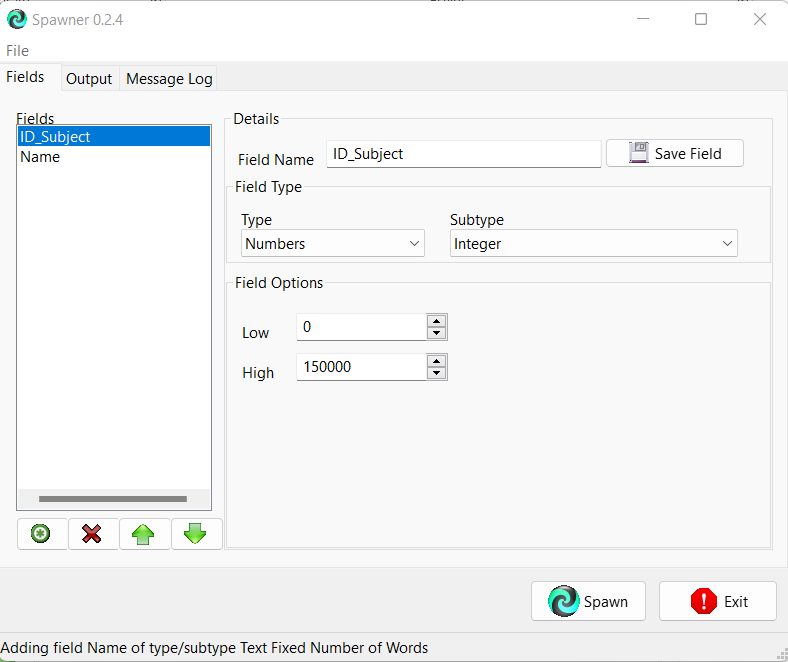 Spawner 0.2.4
File
Fields Output Message Log
Fields
ID_Subject
Name
Details
Field Name ID_Subject Save Field
Field Type
Type Subtype
Numbers Integer
Field Options
Low 0
High 150000
Spawn Exit
Adding field Name of type/subtype Text Fixed Number of Words